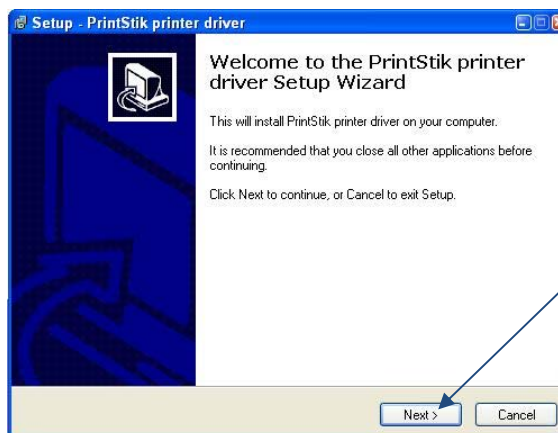 Setup - PrintStik printer driver
Welcome to the PrintStik printer
driver Setup Wizard
This will install PrintStik printer driver on your computer.
It is recommended that you close all other applications before
continuing.
Click Next to continue, or Cancel to exit Setup.
Next >
Cancel